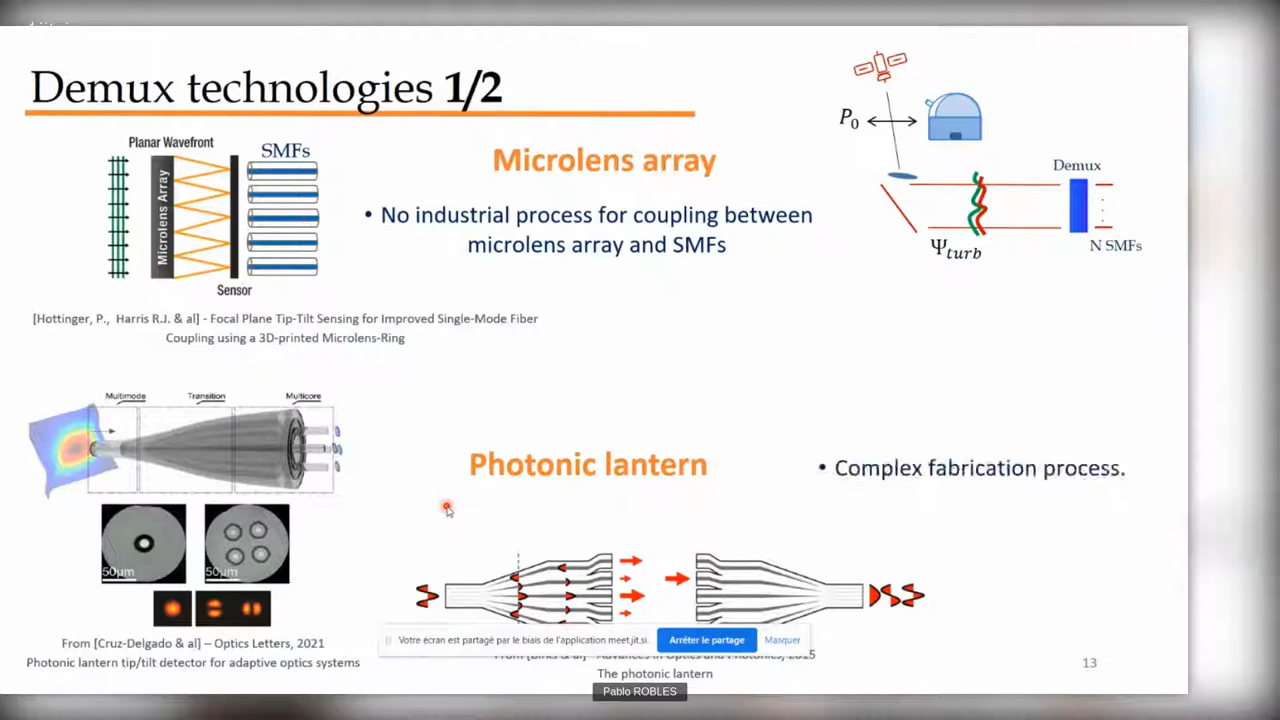 Demux technologies 1/2
Planar Wavefront
Microlens Array
SMFs
Sensor
Microlens array
• No industrial process for coupling between
microlens array and SMFs
P₀
Ψturb
Demux
N SMFs
[Hottinger, P., Harris R.J. & al] - Focal Plane Tip-Tilt Sensing for Improved Single-Mode Fiber
Coupling using a 3D-printed Microlens-Ring
Multimode
Transition
Multicore
50μm
50μm
Photonic lantern
• Complex fabrication process.
From [Cruz-Delgado & al] – Optics Letters, 2021
Photonic lantern tip/tilt detector for adaptive optics systems
Votre écran est partagé par le biais de l'application meet.jit.si.
Arrêter le partage
Masquer
From [Birks & al] - Advances in Optics and Photonics, 2015
The photonic lantern
13
Pablo ROBLES